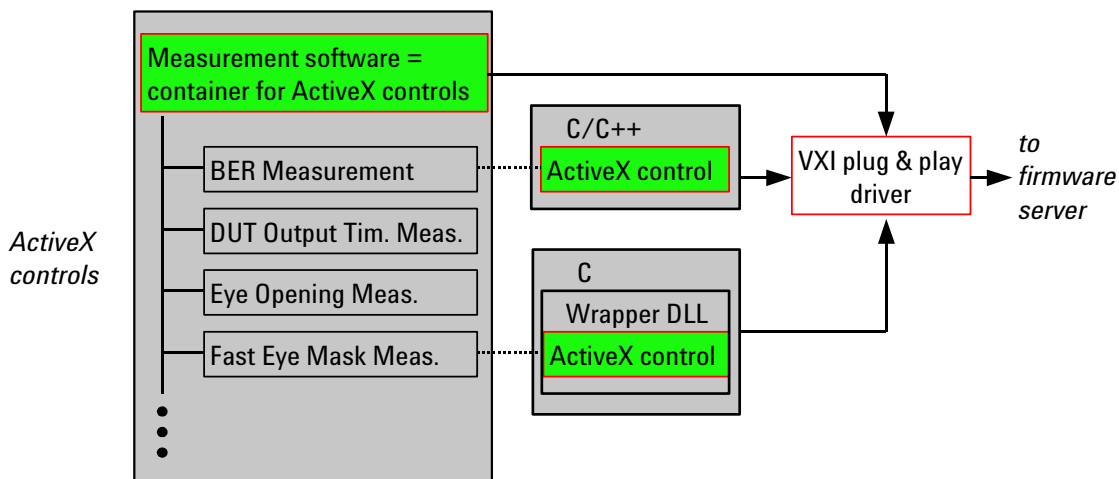 Measurement software =
container for ActiveX controls
BER Measurement
DUT Output Tim. Meas.
Eye Opening Meas.
Fast Eye Mask Meas.
ActiveX
controls
C/C++
ActiveX control
C
Wrapper DLL
ActiveX control
VXI plug & play
driver
to
firmware
server